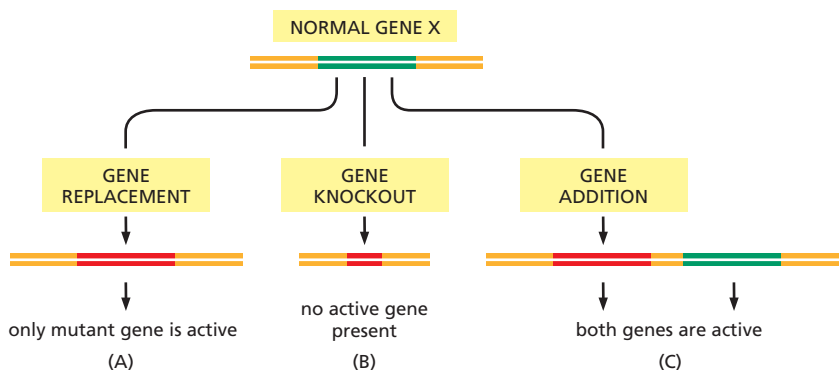 NORMAL GENE X
GENE
REPLACEMENT
GENE
KNOCKOUT
GENE
ADDITION
only mutant gene is active
no active gene
present
both genes are active
(A)
(B)
(C)